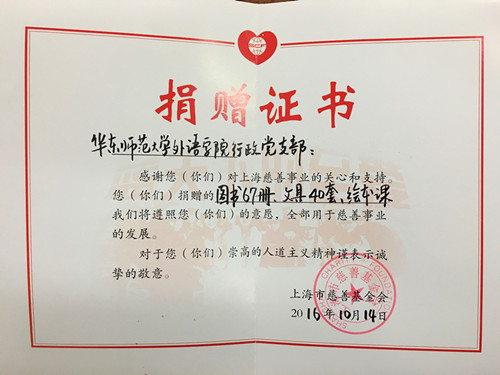 SCF
捐赠证书
华东师范大学外语学院行政党支部：
感谢您（你们）对上海慈善事业的关心和支持。
您（你们）捐赠的图书67册、文具40套、绘本课
我们将遵照您（你们）的意愿，全部用于慈善事业
的发展。
对于您（你们）崇高的人道主义精神谨表示诚
挚的敬意。
上海市慈善基金会
2016年10月14日